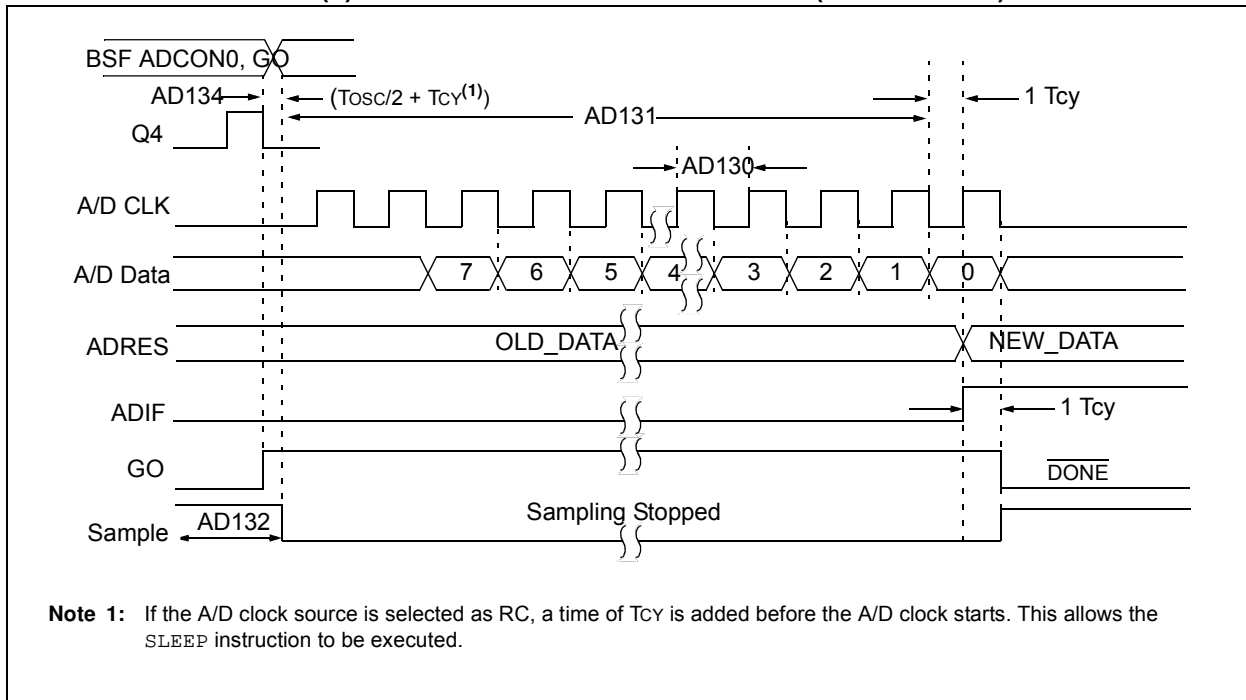 BSF ADCON0, GO
AD134
(TOSC/2 + TCY(1))
AD131
1 Tcy
Q4
AD130
A/D CLK
A/D Data
7 6 5 4 3 2 1 0
ADRES
OLD_DATA
NEW_DATA
ADIF
1 Tcy
GO
DONE
Sample
AD132
Sampling Stopped
Note 1: If the A/D clock source is selected as RC, a time of TCY is added before the A/D clock starts. This allows the
SLEEP instruction to be executed.